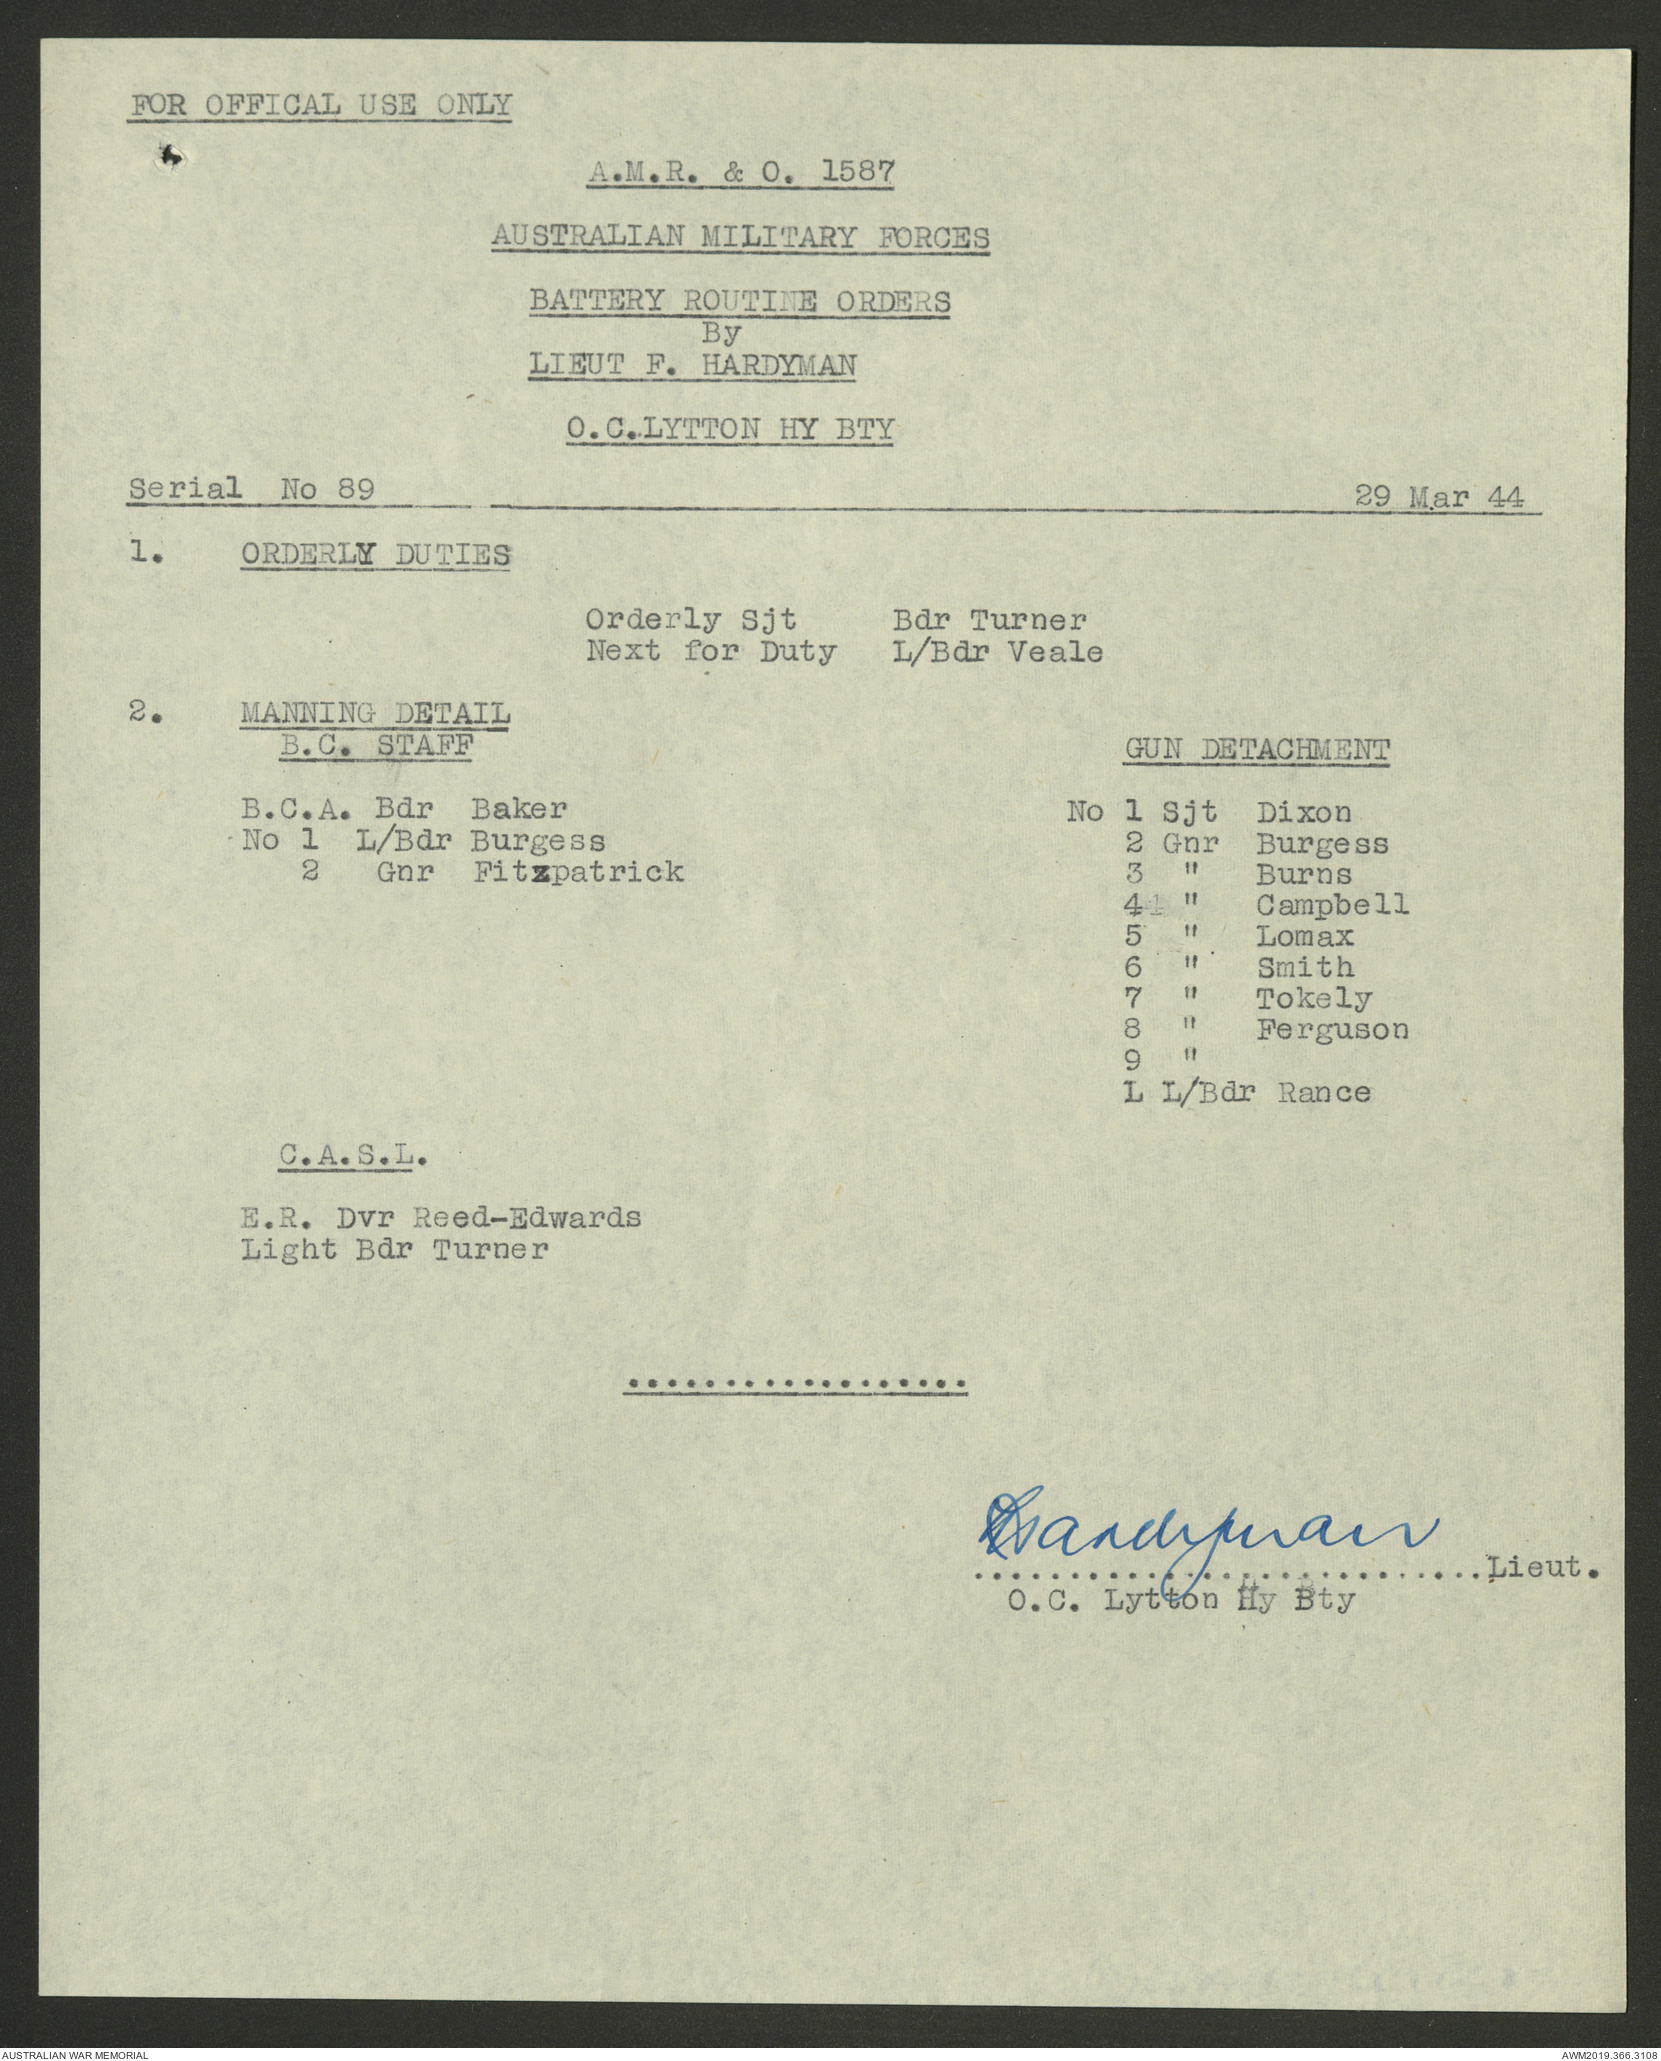 FOR OFFICAL USE ONLY
A.M.R. & O. 1587
AUSTRALIAN MILITARY FORCES
BATTERY ROUTINE ORDERS
By
LIEUT F. HARDYMAN
O.C.LYTTON HY BTY
Serial No 89 29 Mar 44
1. ORDERLY DUTIES
Orderly Sjt Bdr Turner
Next for Duty L/Bdr Veale
2. MANNING DETAIL
B.C. STAFF
B.C.A. Bdr Baker
No 1 L/Bdr Burgess
2 Gnr Fitzpatrick
GUN DETACHMENT
No 1 Sjt Dixon
2 Gnr Burgess
3 " Burns
4 " Campbell
5 " Lomax
6 " Smith
7 " Tokely
8 " Ferguson
9 "
L L/Bdr Rance
C.A.S.L.
E.R. Dvr Reed-Edwards
Light Bdr Turner
..................
Hardyman
...........................Lieut.
O.C. Lytton Hy Bty
AUSTRALIAN WAR MEMORIAL AWM2019.366.3108